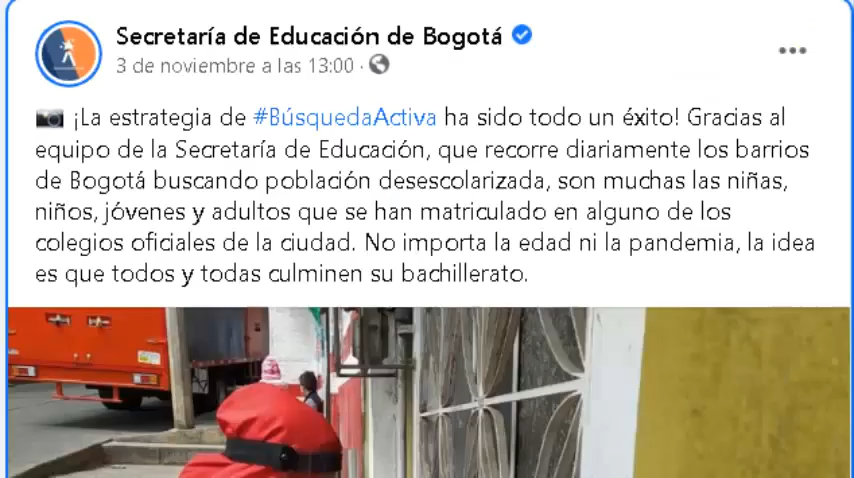 Secretaría de Educación de Bogotá
3 de noviembre a las 13:00 ·
¡La estrategia de #BúsquedaActiva ha sido todo un éxito! Gracias al
equipo de la Secretaría de Educación, que recorre diariamente los barrios
de Bogotá buscando población desescolarizada, son muchas las niñas,
niños, jóvenes y adultos que se han matriculado en alguno de los
colegios oficiales de la ciudad. No importa la edad ni la pandemia, la idea
es que todos y todas culminen su bachillerato.